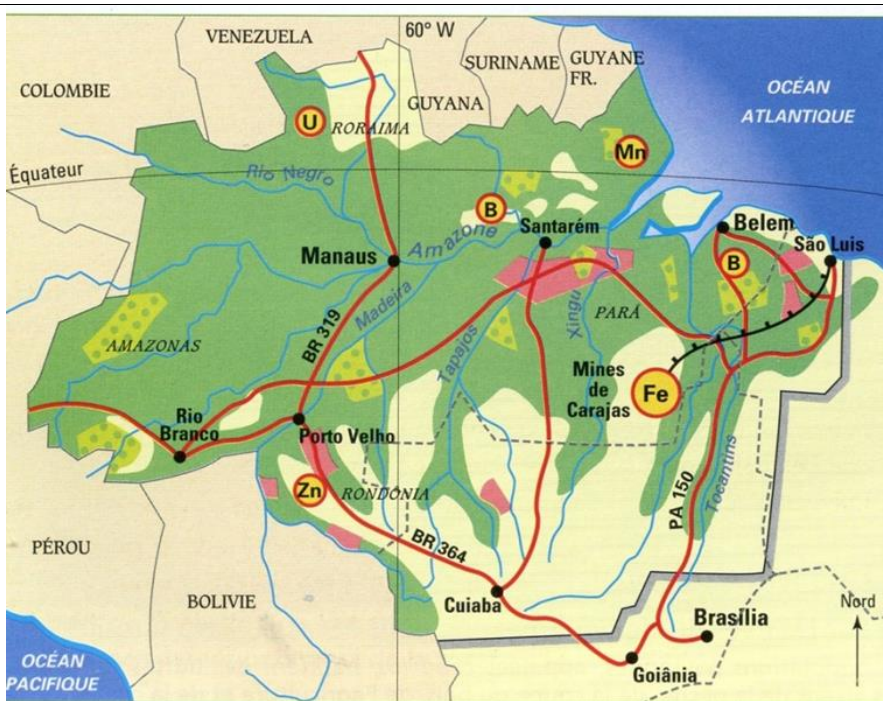 VENEZUELA
60° W
SURINAME
GUYANE
FR.
COLOMBIE
GUYANA
OCÉAN
ATLANTIQUE
U
RORAIMA
Mn
Équateur
Rio Negro
B
Santarém
Belem
São Luis
Manaus
Amazone
B
BR 319
Madeira
Xingu
PARÁ
AMAZONAS
Tapajos
Mines
de
Carajas
Fe
Rio
Branco
Porto Velho
Zn
RONDÔNIA
Tocantins
PA 150
BR 364
PÉROU
BOLIVIE
Cuiaba
Brasília
Nord
Goiânia
OCÉAN
PACIFIQUE